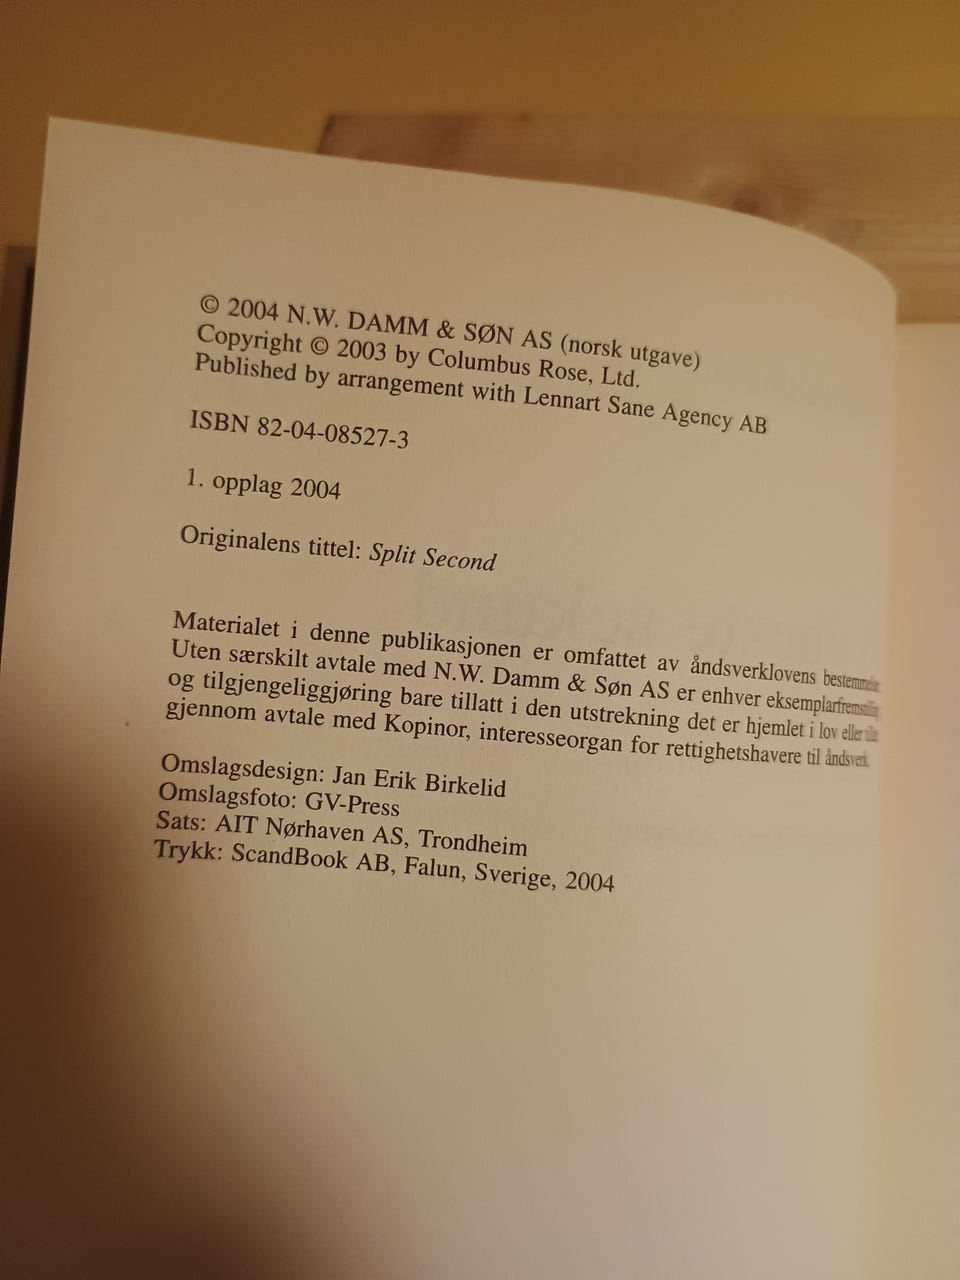 © 2004 N.W. DAMM & SØN AS (norsk utgave)
Copyright © 2003 by Columbus Rose, Ltd.
Published by arrangement with Lennart Sane Agency AB
ISBN 82-04-08527-3
1. opplag 2004
Originalens tittel: Split Second
Materialet i denne publikasjonen er omfattet av åndsverklovens bestemmelser
Uten særskilt avtale med N.W. Damm & Søn AS er enhver eksemplarfremstilling
og tilgjengeliggjøring bare tillatt i den utstrekning det er hjemlet i lov eller
gjennom avtale med Kopinor, interesseorgan for rettighetshavere til åndsverk.
Omslagsdesign: Jan Erik Birkelid
Omslagsfoto: GV-Press
Sats: AIT Nørhaven AS, Trondheim
Trykk: ScandBook AB, Falun, Sverige, 2004